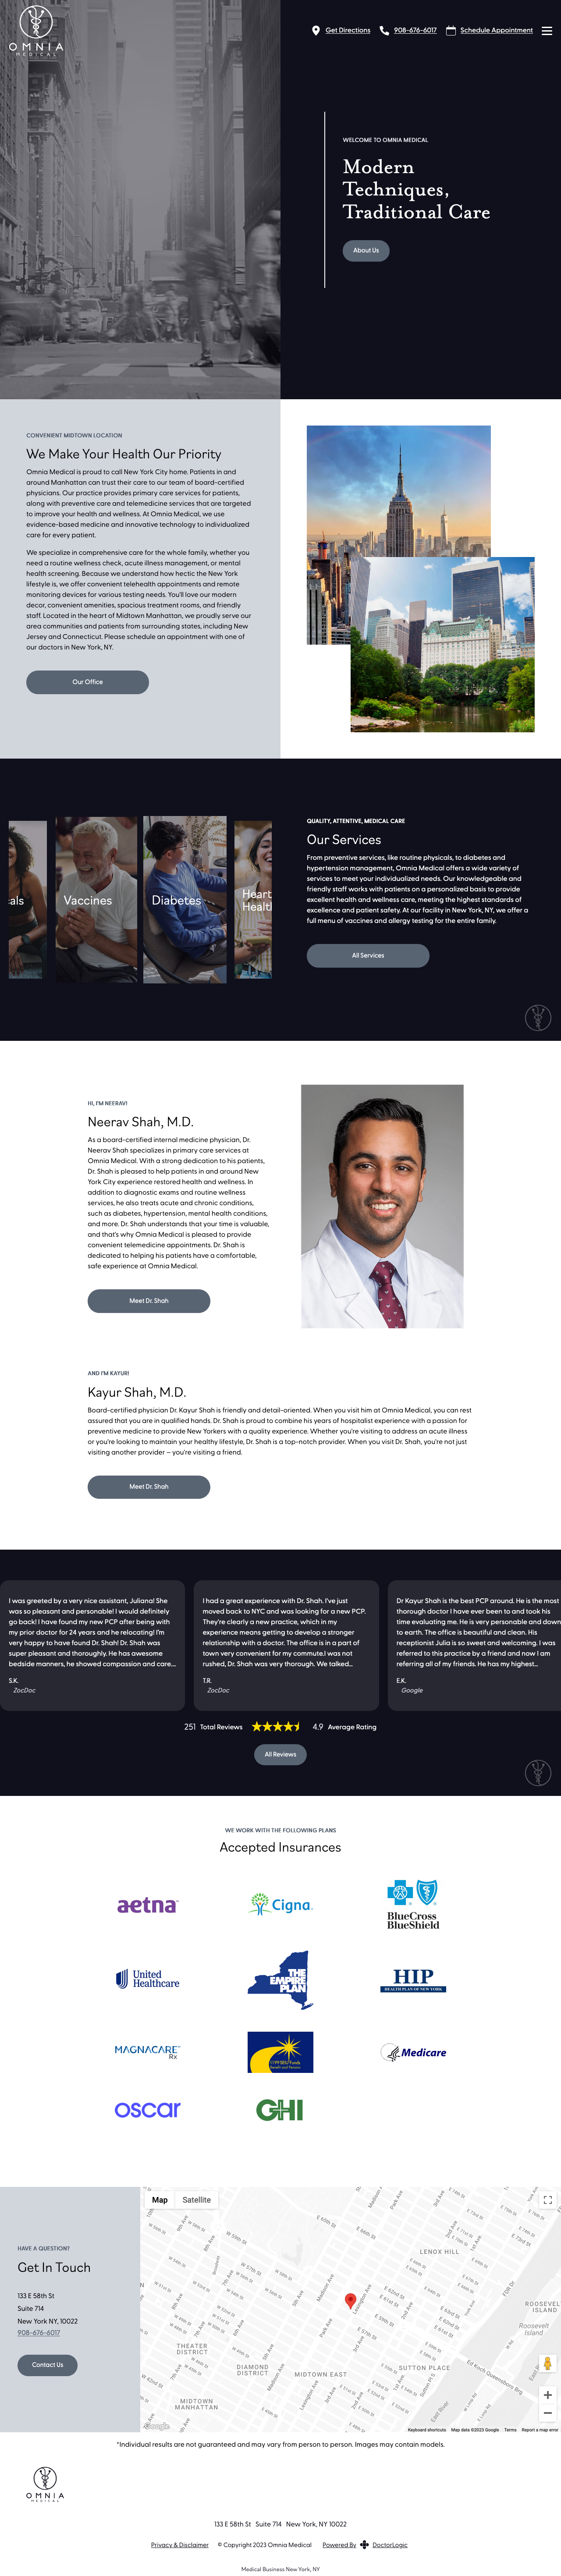 OMNIA
MEDICAL
Get Directions
908-676-6017
Schedule Appointment
WELCOME TO OMNIA MEDICAL
Modern
Techniques,
Traditional Care
About Us
CONVENIENT MIDTOWN LOCATION
We Make Your Health Our Priority
Omnia Medical is proud to call New York City home. Patients in and
around Manhattan can trust their care to our team of board-certified
physicians. Our practice provides primary care services for patients,
along with preventive care and telemedicine services that are targeted
to improve your health and wellness. At Omnia Medical, we use
evidence-based medicine and innovative technology to individualized
care for every patient.
We specialize in comprehensive care for the whole family, whether you
need a routine wellness check, acute illness management, or mental
health screening. Because we understand how hectic the New York
lifestyle is, we offer convenient telehealth appointments and remote
monitoring devices for various testing needs. You'll love our modern
decor, convenient amenities, spacious treatment rooms, and friendly
staff. Located in the heart of Midtown Manhattan, we proudly serve our
area communities and patients from surrounding states, including New
Jersey and Connecticut. Please schedule an appointment with one of
our doctors in New York, NY.
Our Office
cals
Vaccines
Diabetes
Heart
Health
QUALITY, ATTENTIVE, MEDICAL CARE
Our Services
From preventive services, like routine physicals, to diabetes and
hypertension management, Omnia Medical offers a wide variety of
services to meet your individualized needs. Our knowledgeable and
friendly staff works with patients on a personalized basis to provide
excellent health and wellness care, meeting the highest standards of
excellence and patient safety. At our facility in New York, NY, we offer a
full menu of vaccines and allergy testing for the entire family.
All Services
HI, I'M NEERAV!
Neerav Shah, M.D.
As a board-certified internal medicine physician, Dr.
Neerav Shah specializes in primary care services at
Omnia Medical. With a strong dedication to his patients,
Dr. Shah is pleased to help patients in and around New
York City experience restored health and wellness. In
addition to diagnostic exams and routine wellness
services, he also treats acute and chronic conditions,
such as diabetes, hypertension, mental health conditions,
and more. Dr. Shah understands that your time is valuable,
and that's why Omnia Medical is pleased to provide
convenient telemedicine appointments. Dr. Shah is
dedicated to helping his patients have a comfortable,
safe experience at Omnia Medical.
Meet Dr. Shah
AND I'M KAYUR!
Kayur Shah, M.D.
Board-certified physician Dr. Kayur Shah is friendly and detail-oriented. When you visit him at Omnia Medical, you can rest
assured that you are in qualified hands. Dr. Shah is proud to combine his years of hospitalist experience with a passion for
preventive medicine to provide New Yorkers with a quality experience. Whether you're visiting to address an acute illness
or you're looking to maintain your healthy lifestyle, Dr. Shah is a top-notch provider. When you visit Dr. Shah, you're not just
visiting another provider – you're visiting a friend.
Meet Dr. Shah
I was greeted by a very nice assistant, Juliana! She
was so pleasant and personable! I would definitely
go back! I have found my new PCP after being with
my prior doctor for 24 years and he relocating! I'm
very happy to have found Dr. Shah! Dr. Shah was
super pleasant and thoroughly. He has awesome
bedside manners, he showed compassion and care...
S.K.
ZocDoc
I had a great experience with Dr. Shah. I've just
moved back to NYC and was looking for a new PCP.
They're clearly a new practice, which in my
experience means getting to develop a stronger
relationship with a doctor. The office is in a part of
town very convenient for my commute.I was not
rushed, Dr. Shah was very thorough. We talked...
T.R.
ZocDoc
Dr Kayur Shah is the best PCP around. He is the most
thorough doctor I have ever been to and took his
time evaluating me. He is very personable and down
to earth. The office is beautiful and clean. His
receptionist Julia is so sweet and welcoming. I was
referred to this practice by a friend and now I am
referring all of my friends. He has my highest...
E.K.
Google
251 Total Reviews
4.9 Average Rating
All Reviews
WE WORK WITH THE FOLLOWING PLANS
Accepted Insurances
aetna
Cigna
BlueCross
BlueShield
United
Healthcare
THE
EMPIRE
PLAN
HIP
HEALTH PLAN OF NEW YORK
MAGNACARE
Rx
1199 SEIU Funds
Medicare
oscar
GHI
HAVE A QUESTION?
Get In Touch
133 E 58th St
Suite 714
New York NY, 10022
908-676-6017
Contact Us
Map
Satellite
LENOX HILL
ROOSEVELT
ISLAND
Roosevelt
Island
THEATER
DISTRICT
DIAMOND
DISTRICT
MIDTOWN EAST
SUTTON PLACE
MIDTOWN
MANHATTAN
Ed Koch Queensboro Brg
Google
Keyboard shortcuts
Map data ©2023 Google
Terms
Report a map error
*Individual results are not guaranteed and may vary from person to person. Images may contain models.
OMNIA
MEDICAL
133 E 58th St Suite 714 New York, NY 10022
Privacy & Disclaimer © Copyright 2023 Omnia Medical Powered By DoctorLogic
Medical Business New York, NY